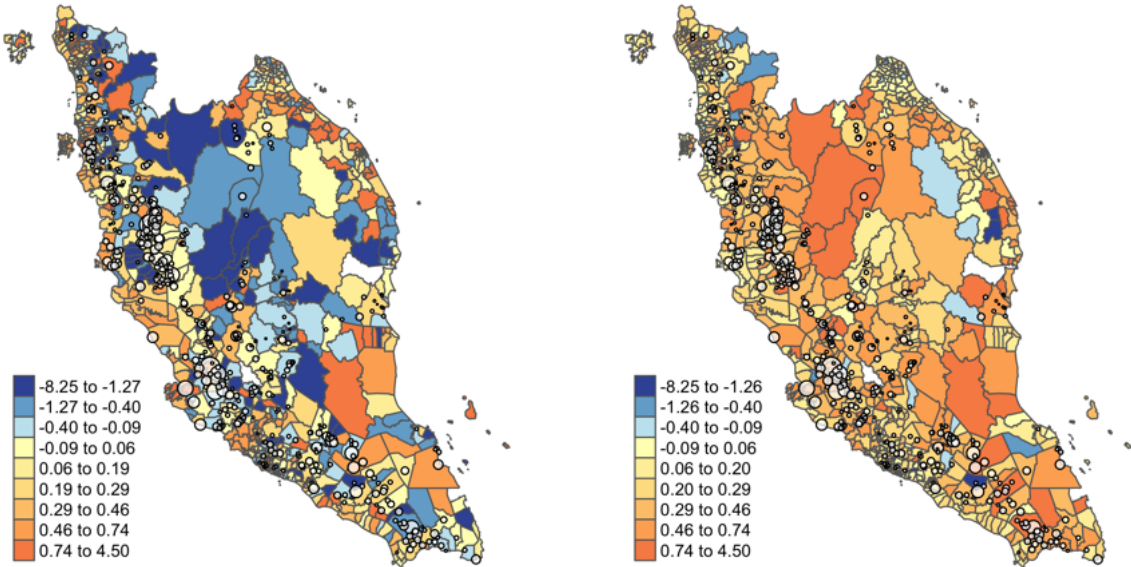 -8.25 to -1.27
-1.27 to -0.40
-0.40 to -0.09
-0.09 to 0.06
0.06 to 0.19
0.19 to 0.29
0.29 to 0.46
0.46 to 0.74
0.74 to 4.50
-8.25 to -1.26
-1.26 to -0.40
-0.40 to -0.09
-0.09 to 0.06
0.06 to 0.20
0.20 to 0.29
0.29 to 0.46
0.46 to 0.74
0.74 to 4.50